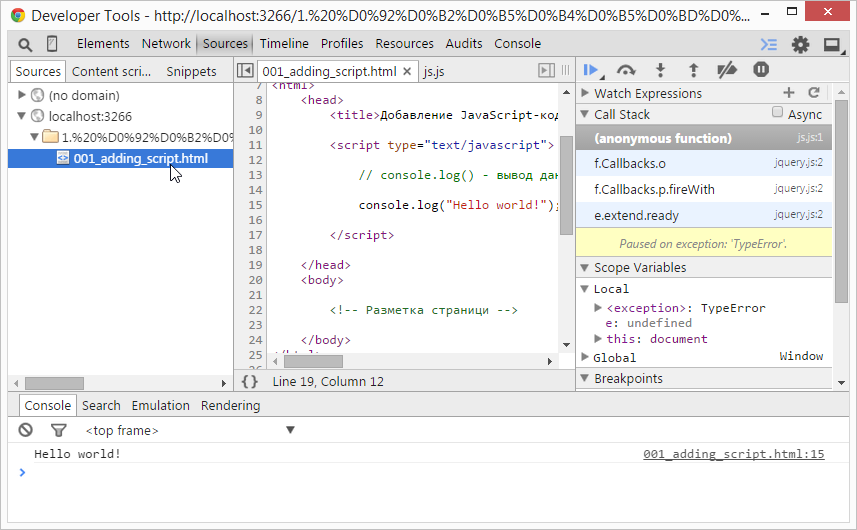 Developer Tools - http://localhost:3266/1.%20%D0%92%D0%B2%D0%B5%D0%B4%D0%B5%D0%BD%D0%...
Elements Network Sources Timeline Profiles Resources Audits Console
Sources Content scri... Snippets
001_adding_script.html × js.js
(no domain)
localhost:3266
1.%20%D0%92%D0%B2%D0%
001_adding_script.html
7 <html>
8 <head>
9 <title>Добавление JavaScript-код
10
11 <script type="text/javascript">
12
13 // console.log() - вывод дан
14
15 console.log("Hello world!");
16
17 </script>
18
19 </head>
20 <body>
21
22 <!-- Разметка страници -->
23
24 </body>
25
26
{} Line 19, Column 12
Watch Expressions
Call Stack Async
(anonymous function) js.js:1
f.Callbacks.o jquery.js:2
f.Callbacks.p.fireWith jquery.js:2
e.extend.ready jquery.js:2
Paused on exception: 'TypeError'.
Scope Variables
Local
<exception>: TypeError
e: undefined
this: document
Global Window
Breakpoints
Console Search Emulation Rendering
<top frame>
Hello world! 001_adding_script.html:15